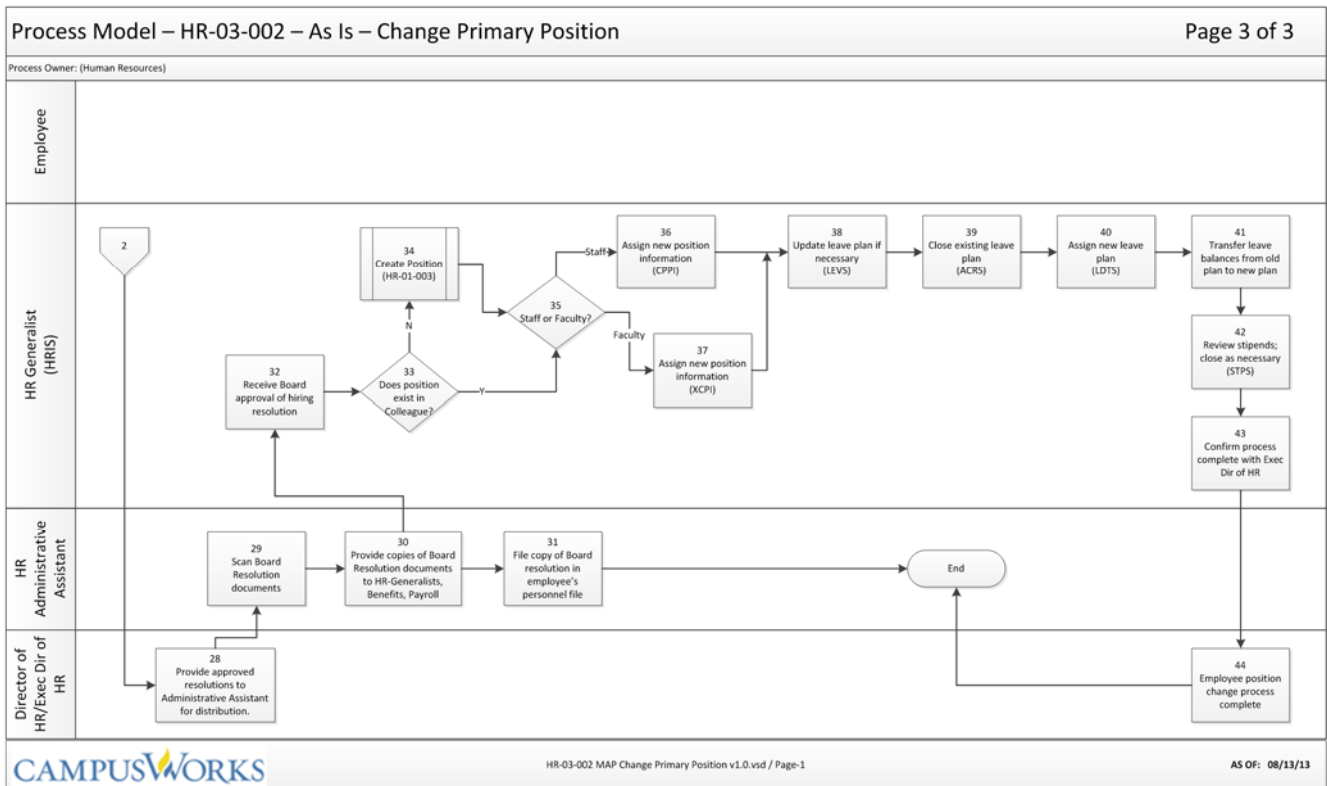 Process Model – HR-03-002 – As Is – Change Primary Position
Page 3 of 3
Process Owner: (Human Resources)
Employee
HR Generalist
(HRIS)
2
34
Create Position
(HR-01-003)
N
32
Receive Board
approval of hiring
resolution
33
Does position
exist in
Colleague?
Y
35
Staff or Faculty?
Staff
Faculty
36
Assign new position
information
(CPPI)
37
Assign new position
information
(XCPI)
38
Update leave plan if
necessary
(LEVS)
39
Close existing leave
plan
(ACRS)
40
Assign new leave
plan
(LDTS)
41
Transfer leave
balances from old
plan to new plan
42
Review stipends;
close as necessary
(STPS)
43
Confirm process
complete with Exec
Dir of HR
HR
Administrative
Assistant
29
Scan Board
Resolution
documents
30
Provide copies of Board
Resolution documents
to HR-Generalists,
Benefits, Payroll
31
File copy of Board
resolution in
employee's
personnel file
End
Director of
HR/Exec Dir of
HR
28
Provide approved
resolutions to
Administrative Assistant
for distribution.
44
Employee position
change process
complete
CAMPUSWORKS
HR-03-002 MAP Change Primary Position v1.0.vsd / Page-1
AS OF: 08/13/13